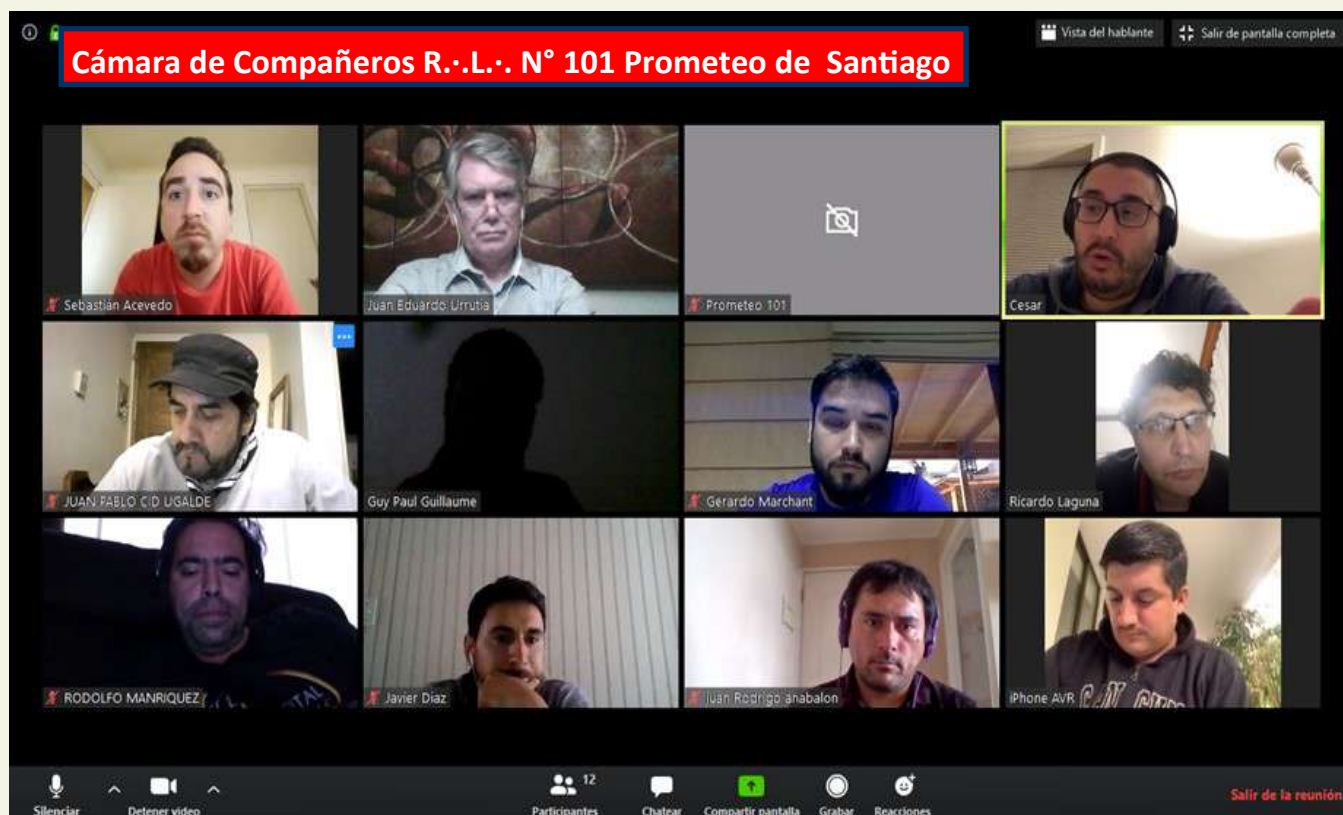 Cámara de Compañeros R.·.L.·. N° 101 Prometeo de Santiago
Vista del hablante
Salir de pantalla completa
Sebastián Acevedo
Juan Eduardo Urrutia
Prometeo 101
Cesar
JUAN PABLO CID UGALDE
Guy Paul Guillaume
Gerardo Marchant
Ricardo Laguna
RODOLFO MANRIQUEZ
Javier Diaz
Juan Rodrigo anabalon
iPhone AVR
Silenciar
Detener video
Participantes
12
Chatear
Compartir pantalla
Grabar
Reacciones
Salir de la reunión